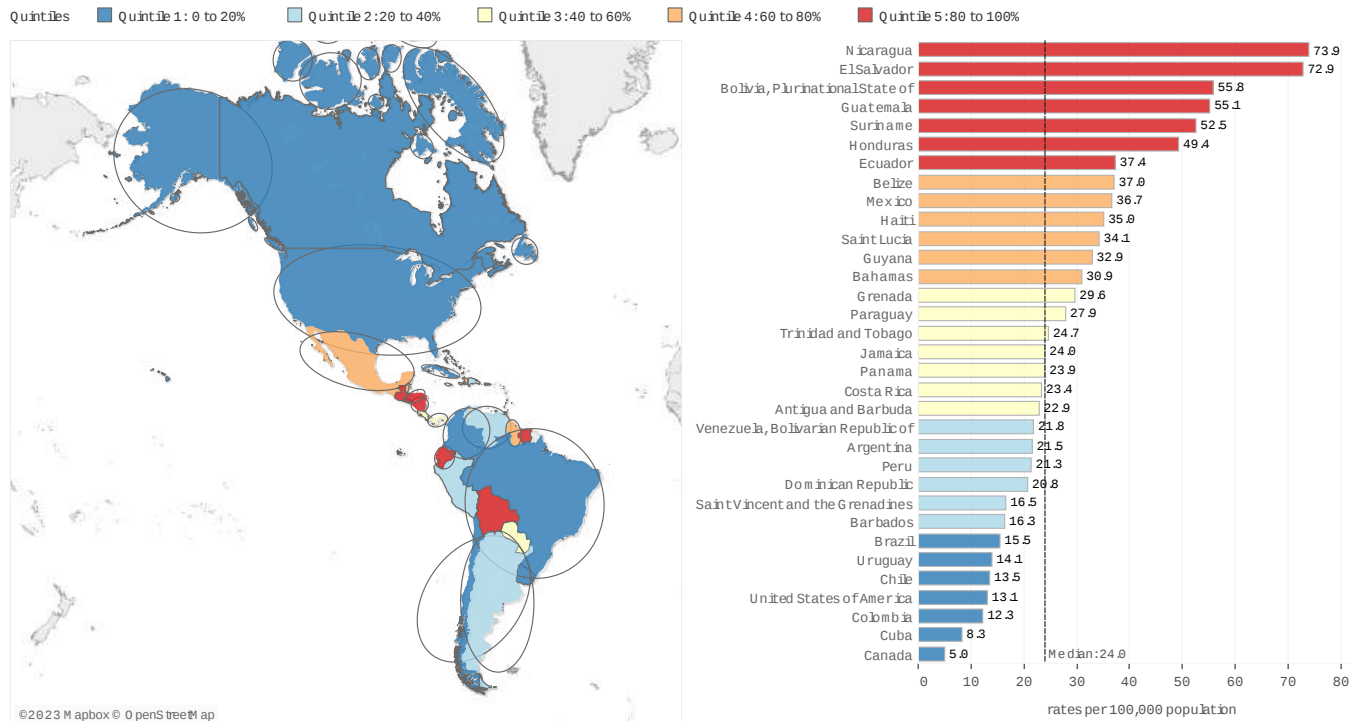 Quintiles Quintile 1: 0 to 20% Quintile 2: 20 to 40% Quintile 3: 40 to 60% Quintile 4: 60 to 80% Quintile 5: 80 to 100%
Nicaragua 73.9
El Salvador 72.9
Bolivia, Plurinational State of 55.8
Guatemala 55.1
Suriname 52.5
Honduras 49.4
Ecuador 37.4
Belize 37.0
Mexico 36.7
Haiti 35.0
Saint Lucia 34.1
Guyana 32.9
Bahamas 30.9
Grenada 29.6
Paraguay 27.9
Trinidad and Tobago 24.7
Jamaica 24.0
Panama 23.9
Costa Rica 23.4
Antigua and Barbuda 22.9
Venezuela, Bolivarian Republic of 21.8
Argentina 21.5
Peru 21.3
Dominican Republic 20.8
Saint Vincent and the Grenadines 16.5
Barbados 16.3
Brazil 15.5
Uruguay 14.1
Chile 13.5
United States of America 13.1
Colombia 12.3
Cuba 8.3
Canada 5.0 Median: 24.0
0 10 20 30 40 50 60 70 80
rates per 100,000 population
© 2023 Mapbox © OpenStreetMap